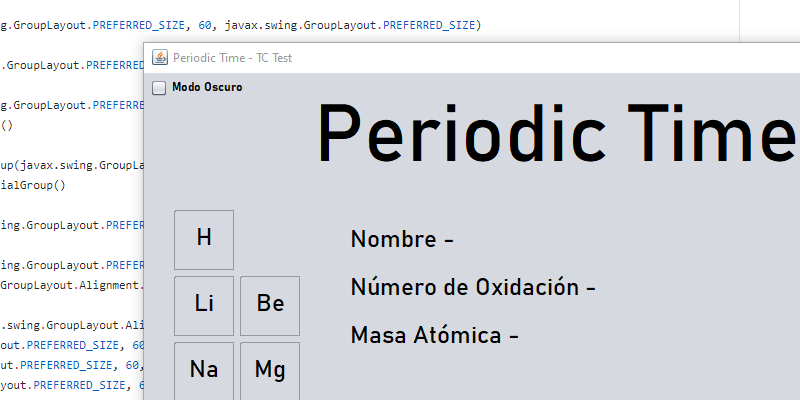 g.GroupLayout.PREFERRED_SIZE, 60, javax.swing.GroupLayout.PREFERRED_SIZE)
.GroupLayout.PREFERRED
g.GroupLayout.PREFERRE
()
up(javax.swing.GroupLa
ialGroup()
ing.GroupLayout.PREFER
ing.GroupLayout.PREFER
GroupLayout.Alignment.
.swing.GroupLayout.Ali
out.PREFERRED_SIZE, 60
ut.PREFERRED_SIZE, 60,
yout.PREFERRED_SIZE, 6
Periodic Time - TC Test
Modo Oscuro
Periodic Time
H
Li Be
Na Mg
Nombre -
Número de Oxidación -
Masa Atómica -